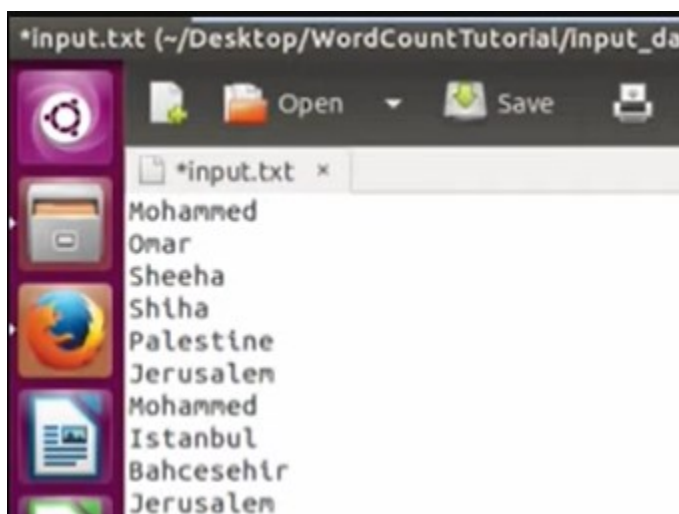 *input.txt (~/Desktop/WordCountTutorial/input_da
Open
Save
*input.txt ×
Mohammed
Omar
Sheeha
Shiha
Palestine
Jerusalem
Mohammed
Istanbul
Bahcesehir
Jerusalem